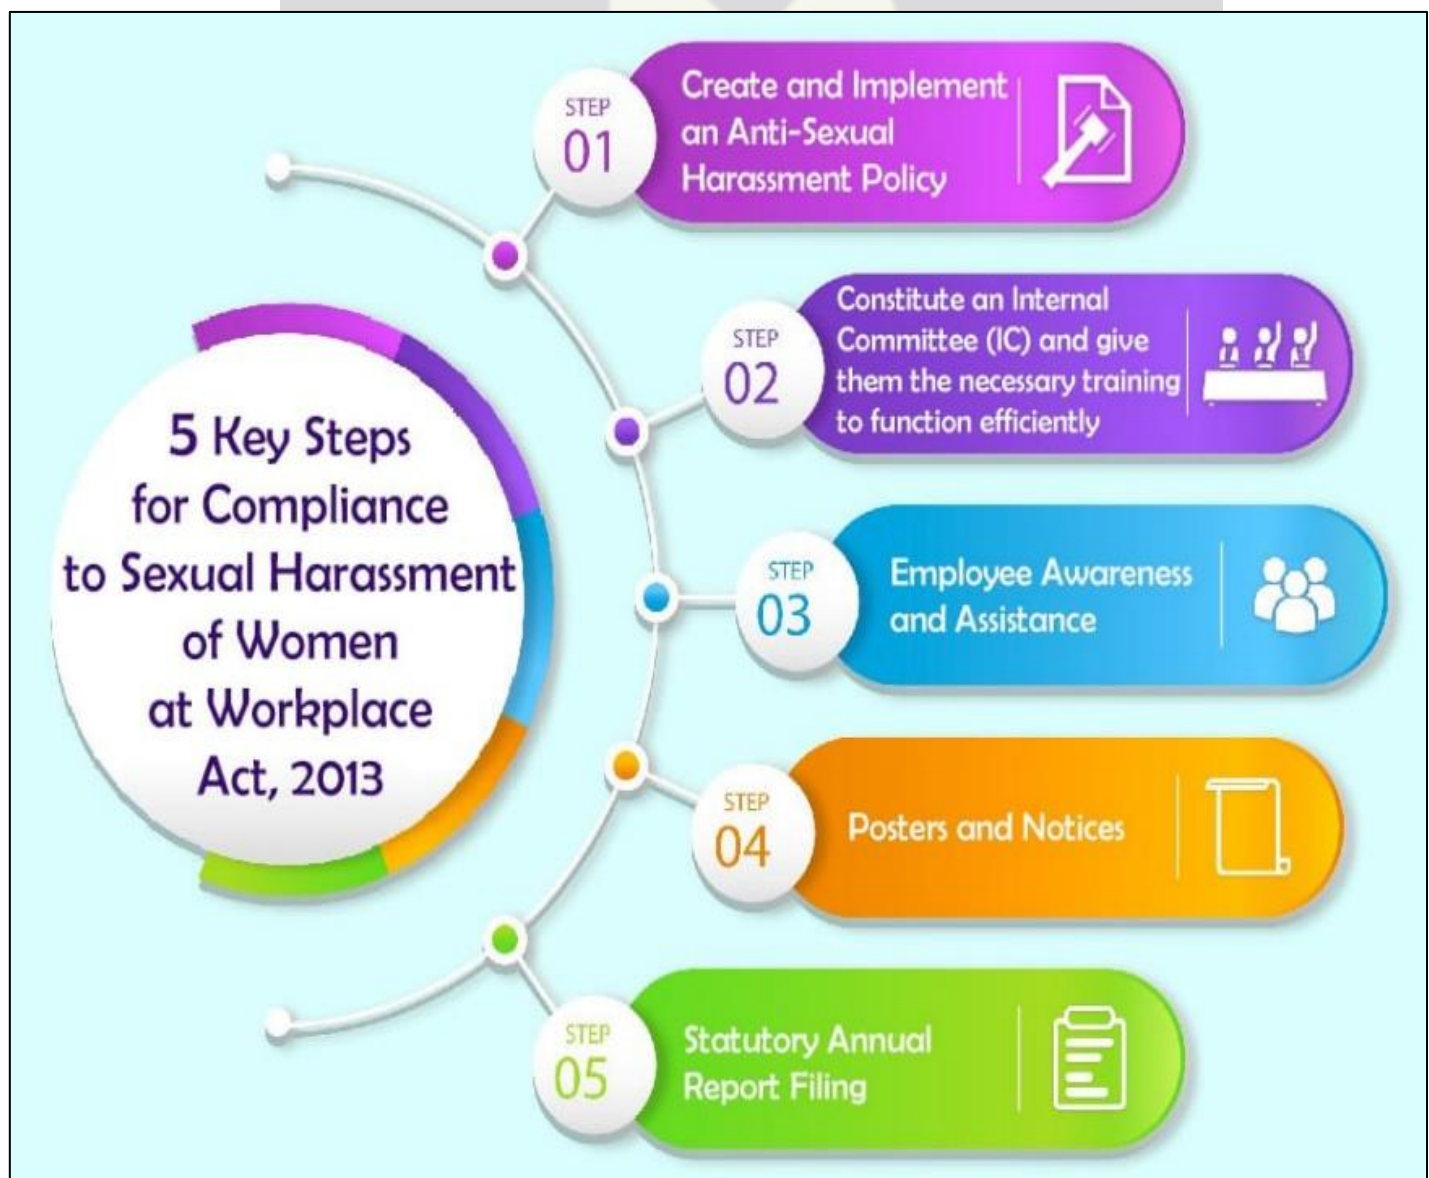 5 Key Steps
for Compliance
to Sexual Harassment
of Women
at Workplace
Act, 2013
STEP
01
Create and Implement
an Anti-Sexual
Harassment Policy
STEP
02
Constitute an Internal
Committee (IC) and give
them the necessary training
to function efficiently
STEP
03
Employee Awareness
and Assistance
STEP
04
Posters and Notices
STEP
05
Statutory Annual
Report Filing